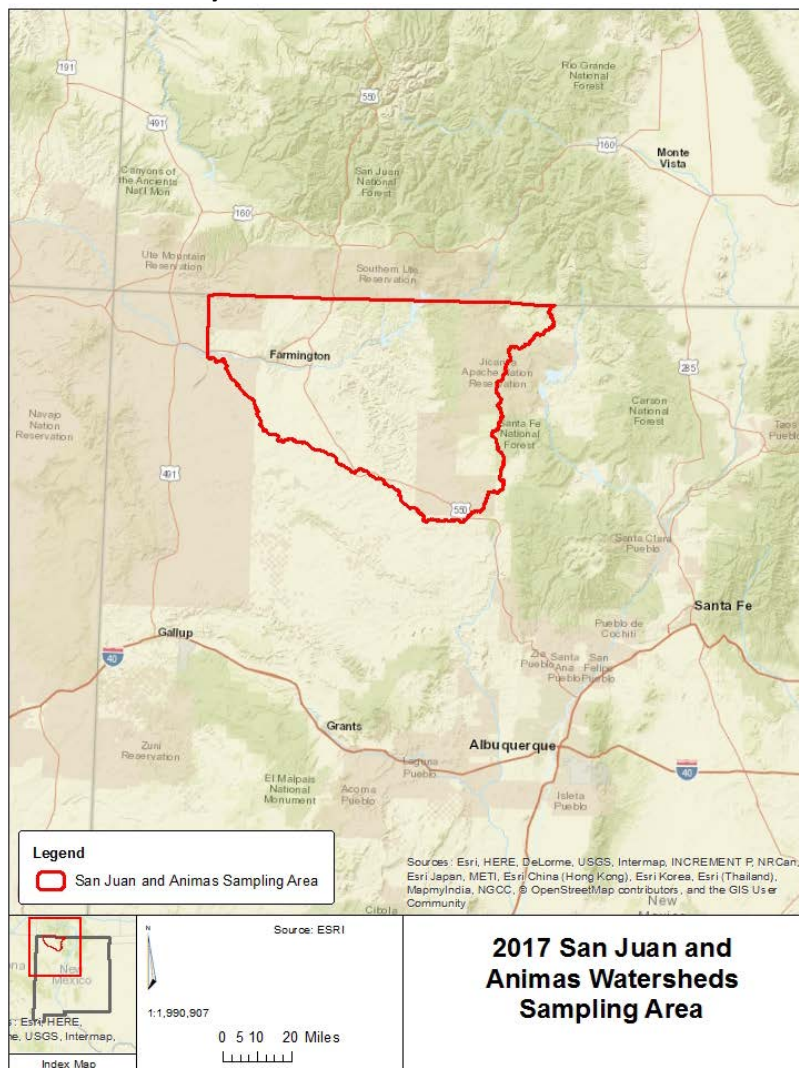 191
491
550
Rio Grande
National
Forest
Canyons of
the Ancients
Nat'l Mon
San Juan
National
Forest
160
Monte
Vista
160
Ute Mountain
Reservation
Southern Ute
Reservation
Farmington
Jicarilla
Apache Nation
Reservation
285
Carson
National
Forest
Taos
Pueblo
Navajo
Nation
Reservation
491
Santa Fe
National
Forest
550
Santa Clara
Pueblo
Santa Fe
Gallup
40
Pueblo de
Cochiti
Zia
Pueblo
Santa
Ana
Pueblo
San
Felipe
Pueblo
Grants
Albuquerque
Zuni
Reservation
Laguna
Pueblo
40
El Malpais
National
Monument
Acoma
Pueblo
Isleta
Pueblo
Legend
San Juan and Animas Sampling Area
Sources: Esri, HERE, DeLorme, USGS, Intermap, INCREMENT P, NRCan,
Esri Japan, METI, Esri China (Hong Kong), Esri Korea, Esri (Thailand),
MapmyIndia, NGCC, © OpenStreetMap contributors, and the GIS User
Community
New
Cibola
ona
New
Mexico
s: Esri, HERE,
e, USGS, Intermap,
Index Map
N
Source: ESRI
1:1,990,907
0 5 10 20 Miles
2017 San Juan and
Animas Watersheds
Sampling Area